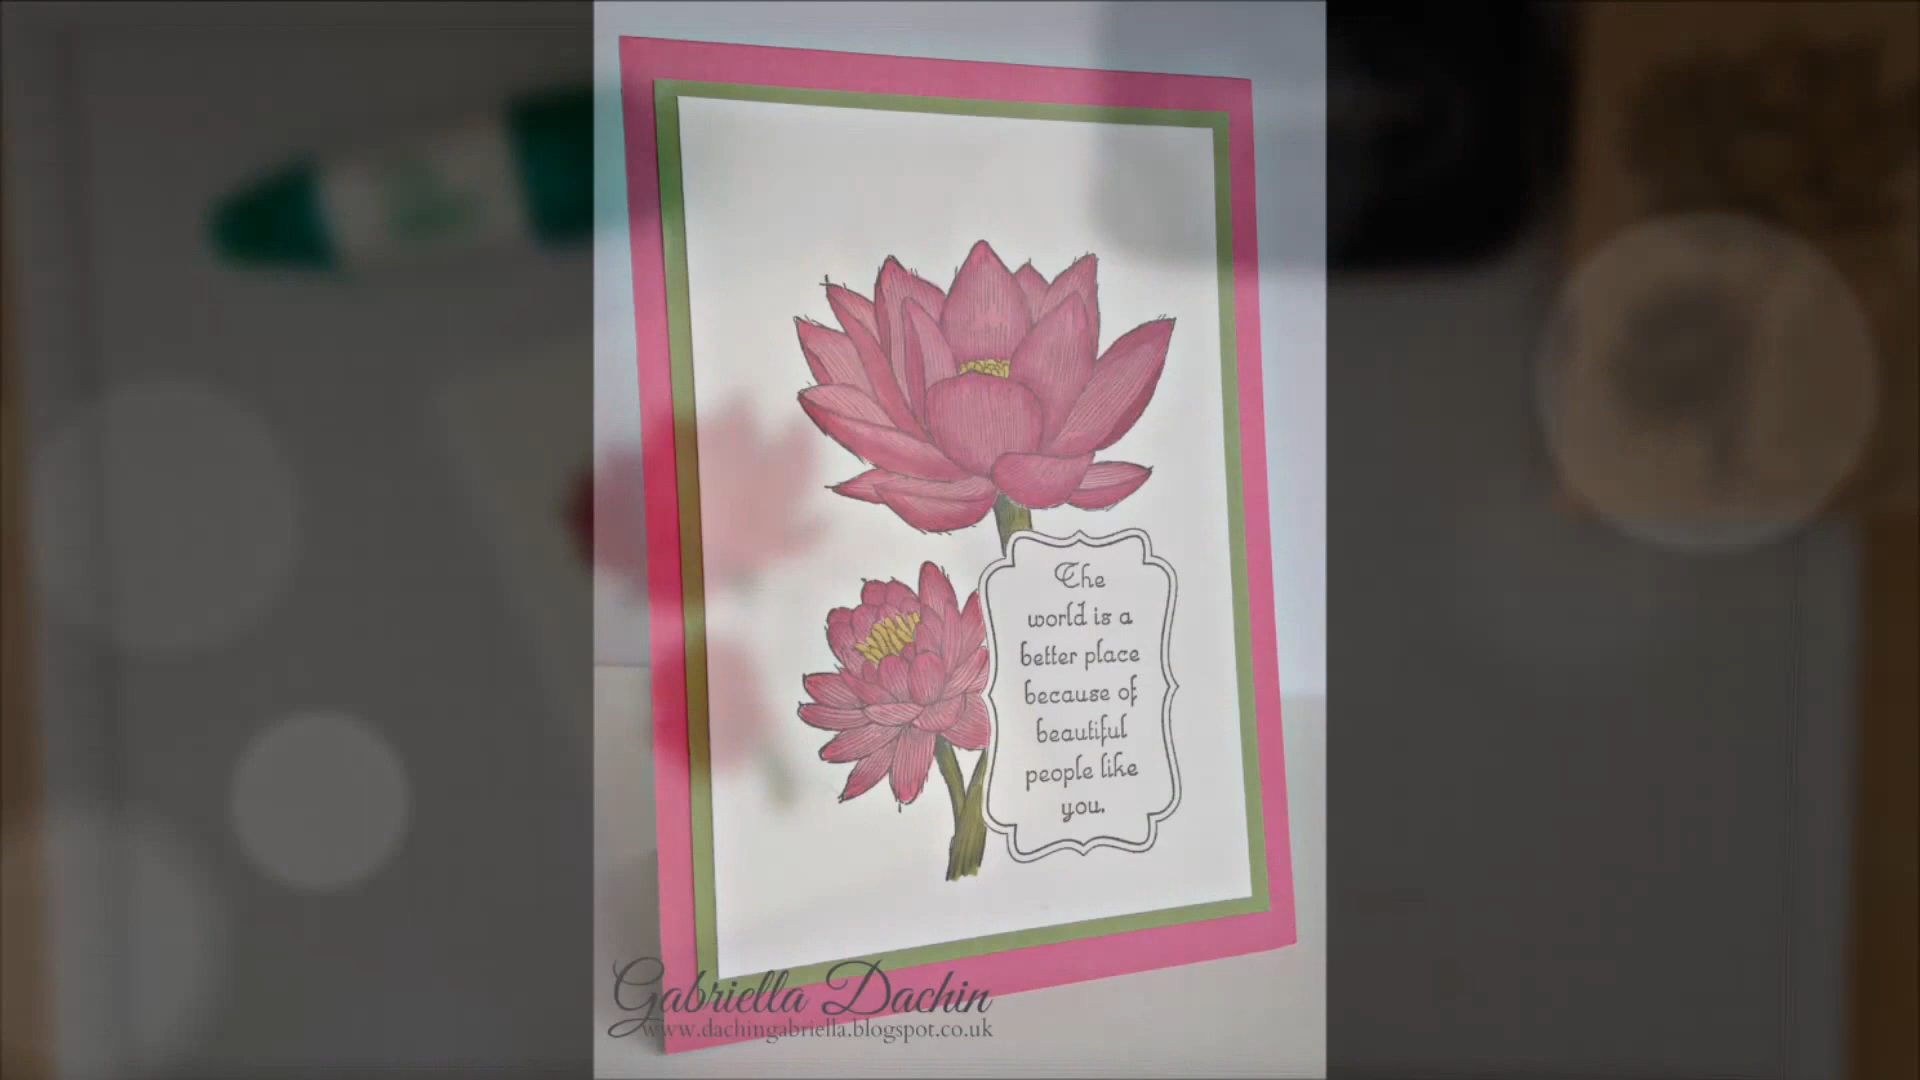 The
world is a
better place
because of
beautiful
people like
you.
Gabriella Dachin
www.dachingabriella.blogspot.co.uk